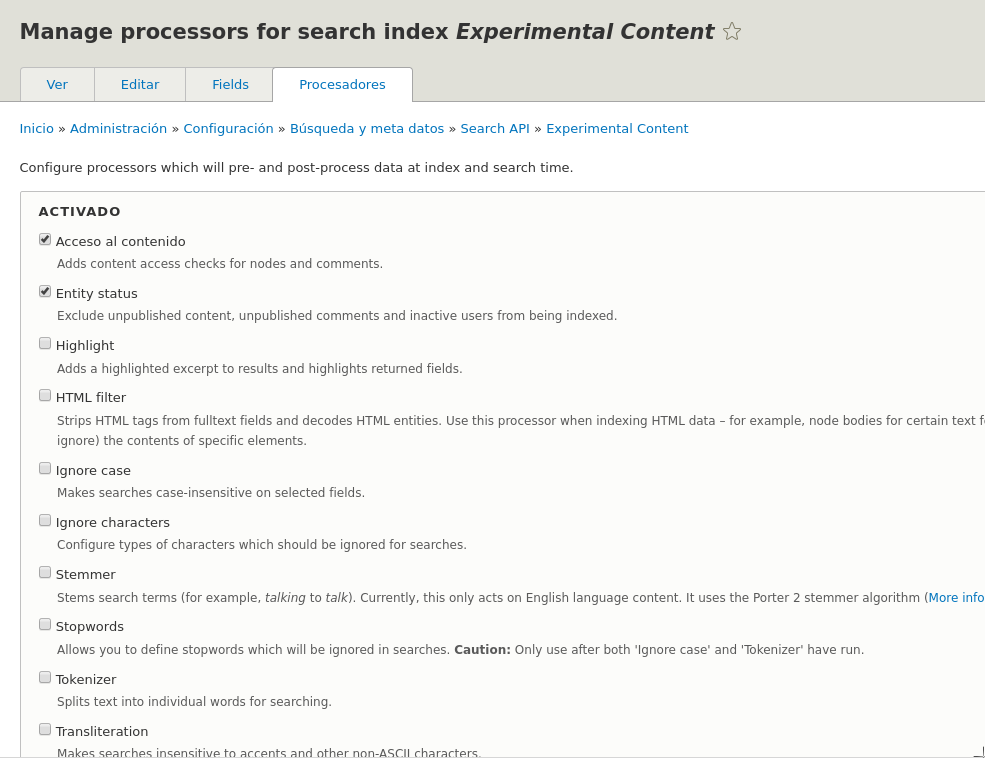 Manage processors for search index Experimental Content
Ver Editar Fields Procesadores
Inicio » Administración » Configuración » Búsqueda y meta datos » Search API » Experimental Content
Configure processors which will pre- and post-process data at index and search time.
ACTIVADO
Acceso al contenido
Adds content access checks for nodes and comments.
Entity status
Exclude unpublished content, unpublished comments and inactive users from being indexed.
Highlight
Adds a highlighted excerpt to results and highlights returned fields.
HTML filter
Strips HTML tags from fulltext fields and decodes HTML entities. Use this processor when indexing HTML data – for example, node bodies for certain text
ignore) the contents of specific elements.
Ignore case
Makes searches case-insensitive on selected fields.
Ignore characters
Configure types of characters which should be ignored for searches.
Stemmer
Stems search terms (for example, talking to talk). Currently, this only acts on English language content. It uses the Porter 2 stemmer algorithm (More info
Stopwords
Allows you to define stopwords which will be ignored in searches. Caution: Only use after both 'Ignore case' and 'Tokenizer' have run.
Tokenizer
Splits text into individual words for searching.
Transliteration
Makes searches insensitive to accents and other non-ASCII characters.